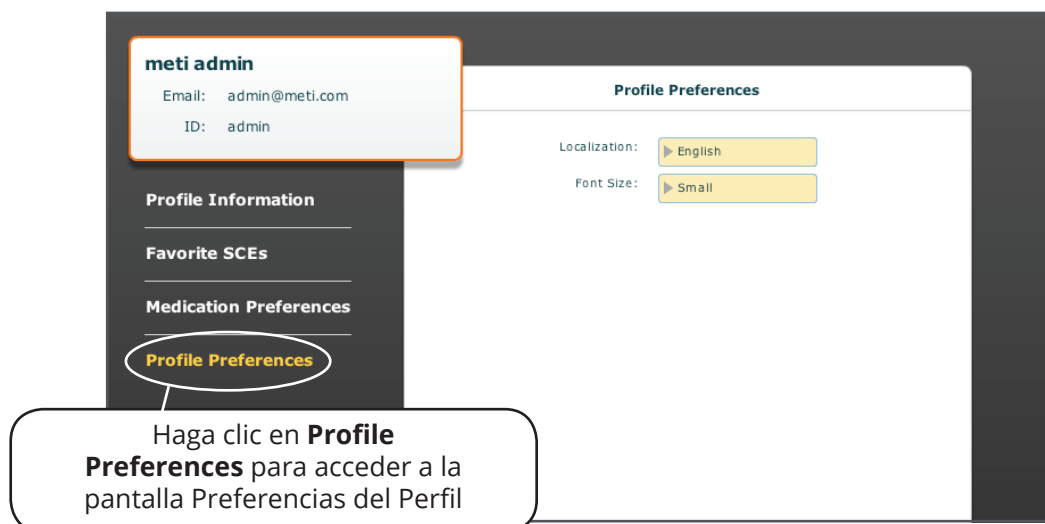 meti admin
Email: admin@meti.com
ID: admin
Profile Information
Favorite SCEs
Medication Preferences
Profile Preferences
Profile Preferences
Localization: English
Font Size: Small
Haga clic en Profile
Preferences para acceder a la
pantalla Preferencias del Perfil